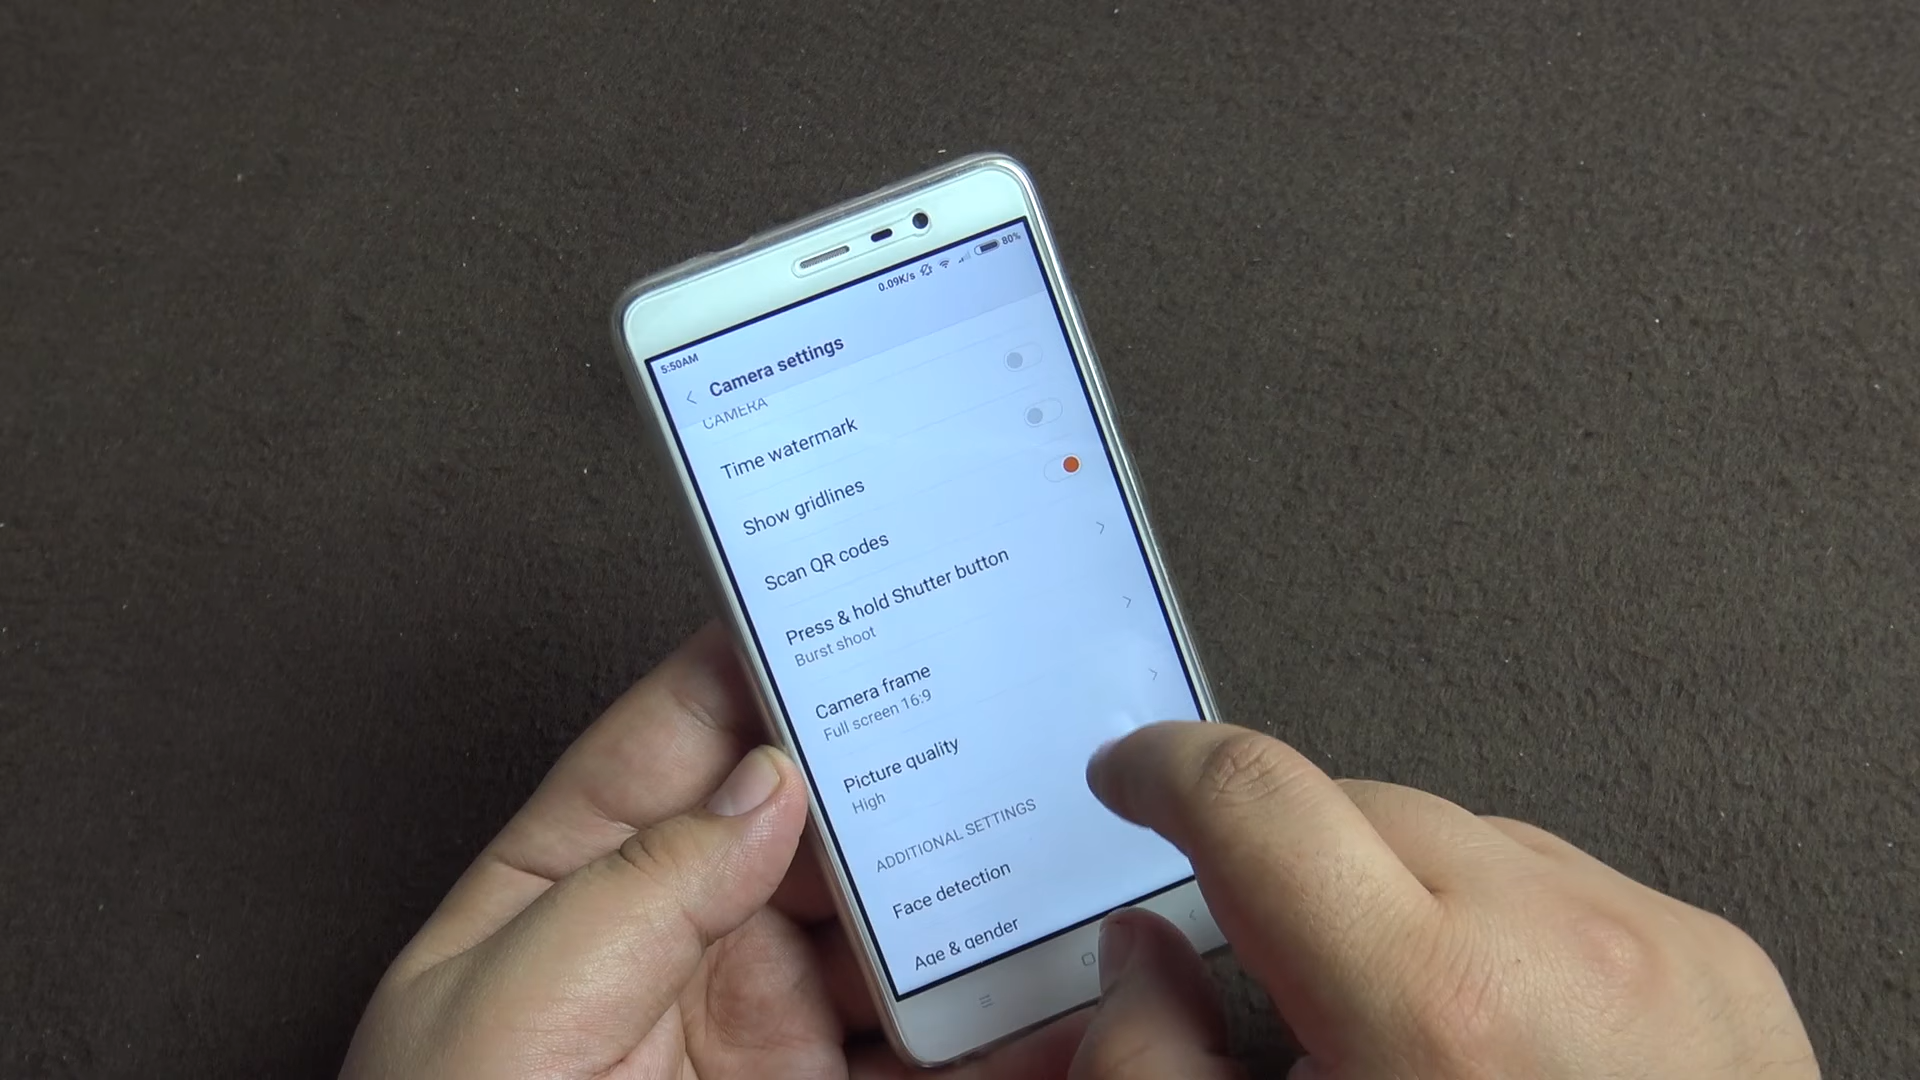 5:50AM
0.09K/s
80%
Camera settings
CAMERA
Time watermark
Show gridlines
Scan QR codes
Press & hold Shutter button
Burst shoot
Camera frame
Full screen 16:9
Picture quality
High
ADDITIONAL SETTINGS
Face detection
Age & gender